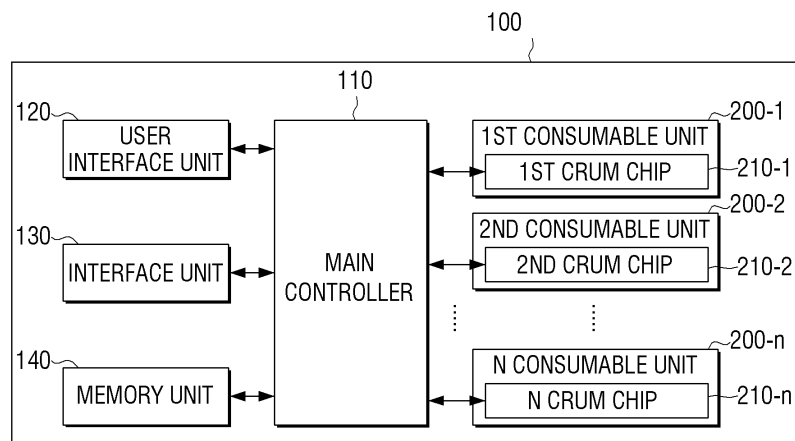 100
110
120
USER
INTERFACE UNIT
130
INTERFACE UNIT
140
MEMORY UNIT
MAIN
CONTROLLER
200-1
1ST CONSUMABLE UNIT
1ST CRUM CHIP
210-1
200-2
2ND CONSUMABLE UNIT
2ND CRUM CHIP
210-2
200-n
N CONSUMABLE UNIT
N CRUM CHIP
210-n